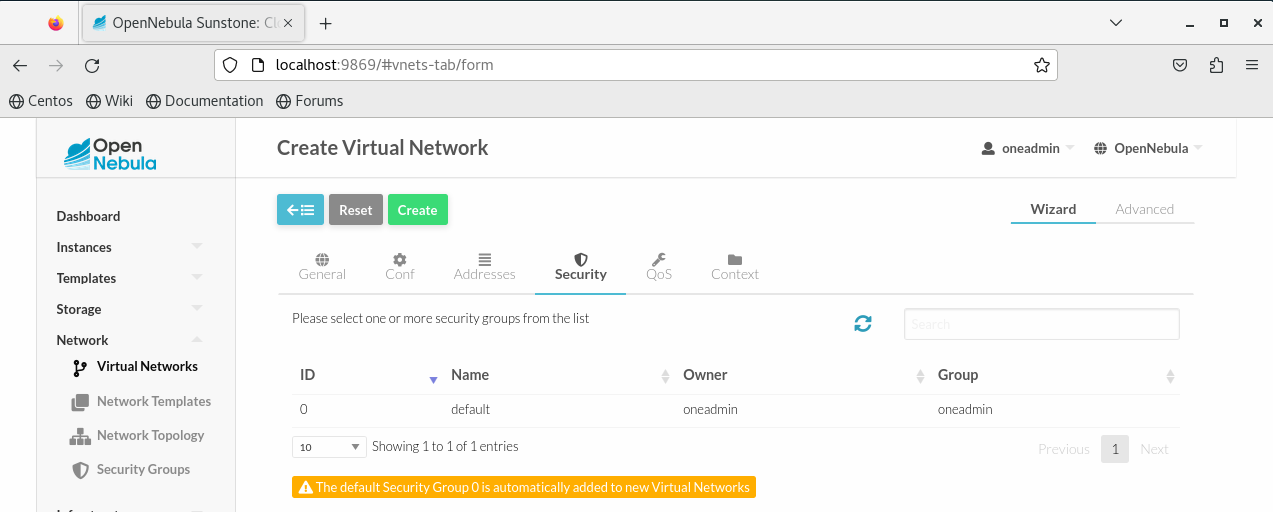 OpenNebula Sunstone: Cl
localhost:9869/#vnets-tab/form
Centos Wiki Documentation Forums
Open
Nebula
Create Virtual Network
oneadmin OpenNebula
Dashboard
Instances
Templates
Storage
Network
Virtual Networks
Network Templates
Network Topology
Security Groups
Reset Create
Wizard Advanced
General Conf Addresses Security QoS Context
Please select one or more security groups from the list
Search
ID Name Owner Group
0 default oneadmin oneadmin
10 Showing 1 to 1 of 1 entries
Previous 1 Next
The default Security Group 0 is automatically added to new Virtual Networks